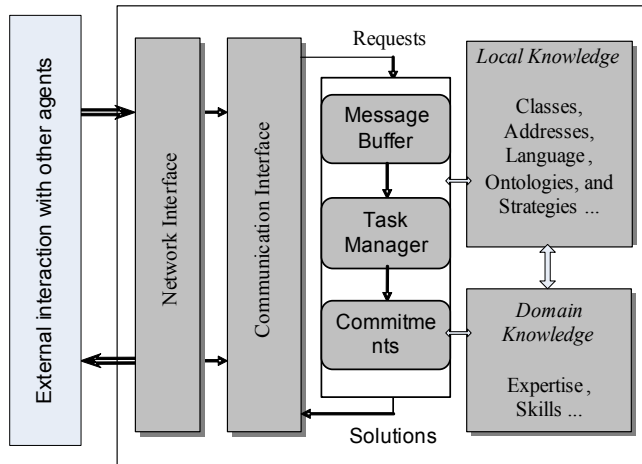 External interaction with other agents
Network Interface
Communication Interface
Requests
Message
Buffer
Task
Manager
Commitme
nts
Solutions
Local Knowledge
Classes,
Addresses,
Language,
Ontologies, and
Strategies ...
Domain
Knowledge
Expertise,
Skills ...